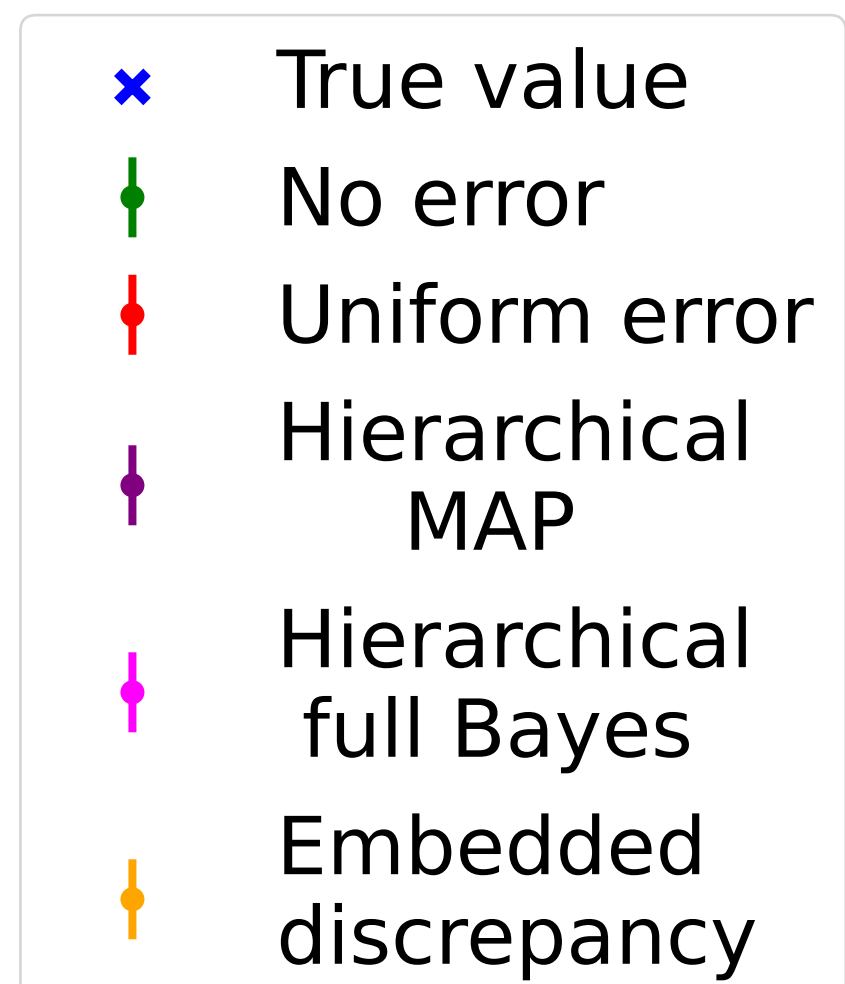 True value
No error
Uniform error
Hierarchical
MAP
Hierarchical
full Bayes
Embedded
discrepancy